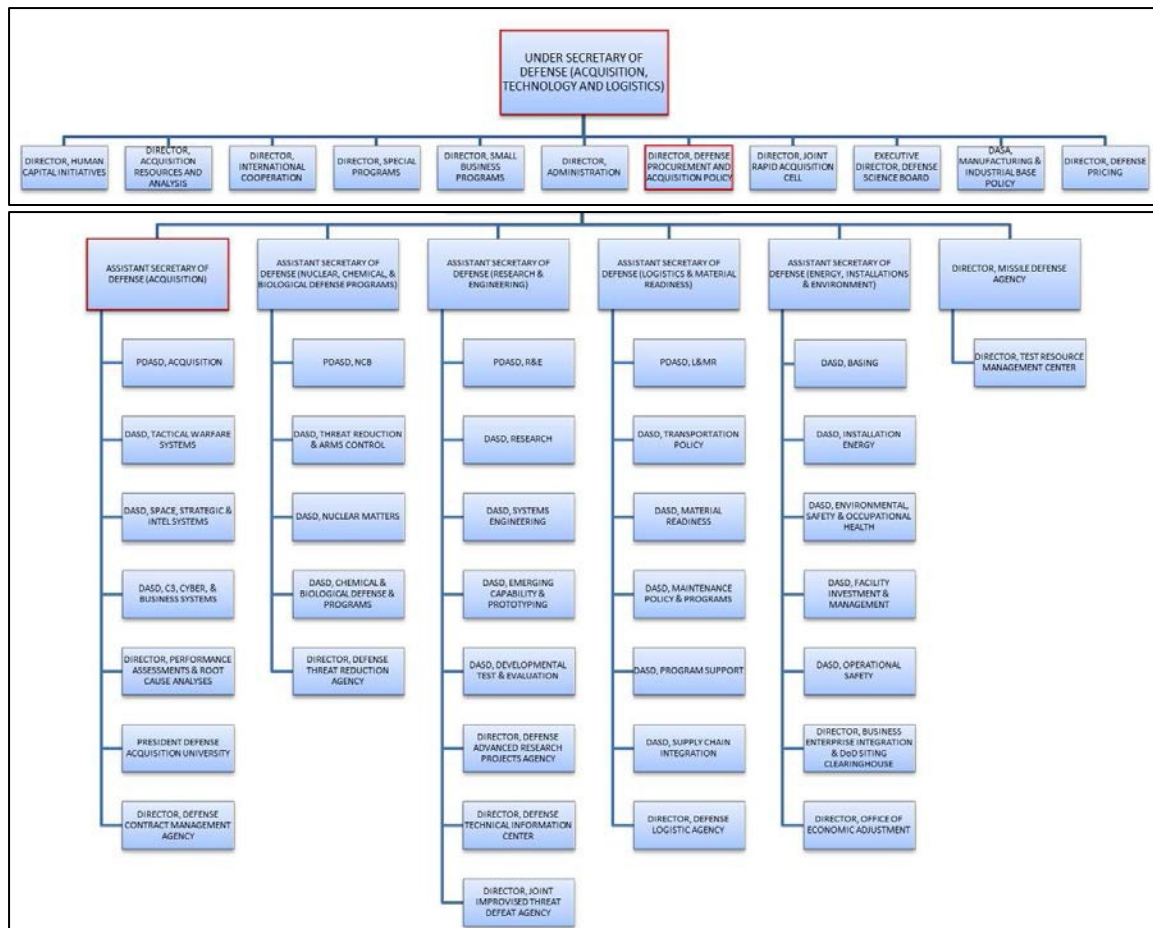 UNDER SECRETARY OF
DEFENSE (ACQUISITION,
TECHNOLOGY AND LOGISTICS)
DIRECTOR, HUMAN
CAPITAL INITIATIVES
DIRECTOR,
ACQUISITION
RESOURCES AND
ANALYSIS
DIRECTOR,
INTERNATIONAL
COOPERATION
DIRECTOR, SPECIAL
PROGRAMS
DIRECTOR, SMALL
BUSINESS PROGRAMS
DIRECTOR,
ADMINISTRATION
DIRECTOR, DEFENSE
PROCUREMENT AND
ACQUISITION POLICY
DIRECTOR, JOINT
RAPID ACQUISITION
CELL
EXECUTIVE
DIRECTOR, DEFENSE
SCIENCE BOARD
DASA,
MANUFACTURING &
INDUSTRIAL BASE
POLICY
DIRECTOR, DEFENSE
PRICING
ASSISTANT SECRETARY OF
DEFENSE (ACQUISITION)
PDASD, ACQUISITION
DASD, TACTICAL WARFARE
SYSTEMS
DASD, SPACE, STRATEGIC &
INTEL SYSTEMS
DASD, C3, CYBER, &
BUSINESS SYSTEMS
DIRECTOR, PERFORMANCE
ASSESSMENTS & ROOT
CAUSE ANALYSES
PRESIDENT DEFENSE
ACQUISITION UNIVERSITY
DIRECTOR, DEFENSE
CONTRACT MANAGEMENT
AGENCY
ASSISTANT SECRETARY OF
DEFENSE (NUCLEAR, CHEMICAL, &
BIOLOGICAL DEFENSE PROGRAMS)
PDASD, NCB
DASD, THREAT REDUCTION
& ARMS CONTROL
DASD, NUCLEAR MATTERS
DASD, CHEMICAL &
BIOLOGICAL DEFENSE &
PROGRAMS
DIRECTOR, DEFENSE
THREAT REDUCTION
AGENCY
ASSISTANT SECRETARY OF
DEFENSE (RESEARCH &
ENGINEERING)
PDASD, R&E
DASD, RESEARCH
DASD, SYSTEMS
ENGINEERING
DASD, EMERGING
CAPABILITY &
PROTOTYPING
DASD, DEVELOPMENTAL
TEST & EVALUATION
DIRECTOR, DEFENSE
ADVANCED RESEARCH
PROJECTS AGENCY
DIRECTOR, DEFENSE
TECHNICAL INFORMATION
CENTER
DIRECTOR, JOINT
IMPROVISED THREAT
DEFEAT AGENCY
ASSISTANT SECRETARY OF
DEFENSE (LOGISTICS & MATERIAL
READINESS)
PDASD, L&MR
DASD, TRANSPORTATION
POLICY
DASD, MATERIAL
READINESS
DASD, MAINTENANCE
POLICY & PROGRAMS
DASD, PROGRAM SUPPORT
DASD, SUPPLY CHAIN
INTEGRATION
DIRECTOR, DEFENSE
LOGISTIC AGENCY
ASSISTANT SECRETARY OF
DEFENSE (ENERGY, INSTALLATIONS
& ENVIRONMENT)
DASD, BASING
DASD, INSTALLATION
ENERGY
DASD, ENVIRONMENTAL,
SAFETY & OCCUPATIONAL
HEALTH
DASD, FACILITY
INVESTMENT &
MANAGEMENT
DASD, OPERATIONAL
SAFETY
DIRECTOR, BUSINESS
ENTERPRISE INTEGRATION
& DoD SITING
CLEARINGHOUSE
DIRECTOR, OFFICE OF
ECONOMIC ADJUSTMENT
DIRECTOR, MISSILE DEFENSE
AGENCY
DIRECTOR, TEST RESOURCE
MANAGEMENT CENTER